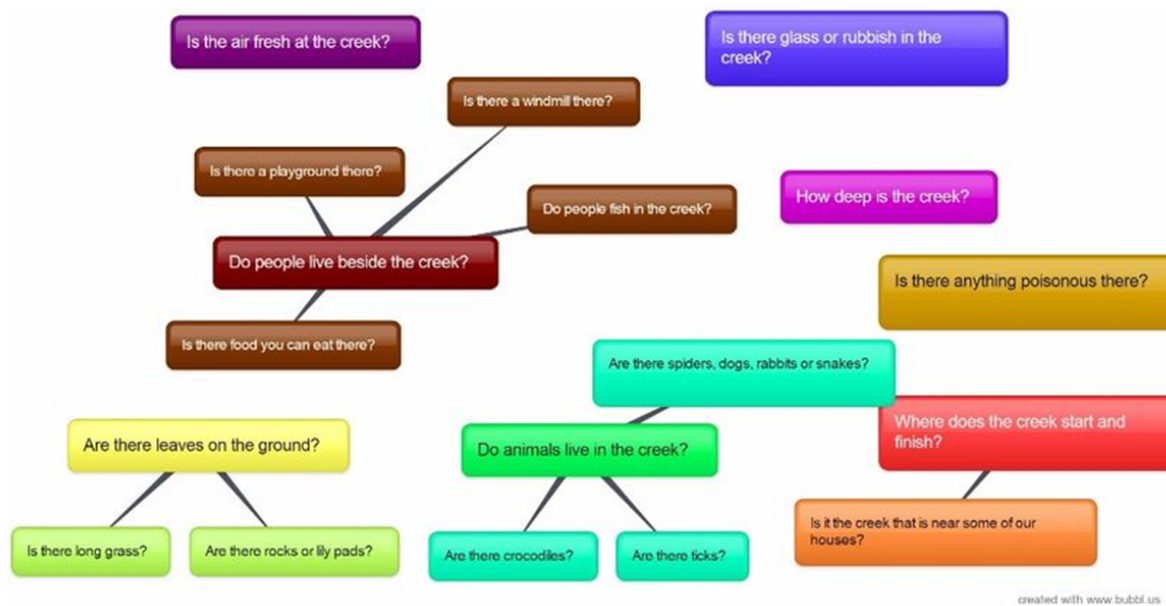 Is the air fresh at the creek?
Is there glass or rubbish in the
creek?
Is there a windmill there?
Is there a playground there?
Do people fish in the creek?
How deep is the creek?
Do people live beside the creek?
Is there anything poisonous there?
Is there food you can eat there?
Are there spiders, dogs, rabbits or snakes?
Where does the creek start and
finish?
Are there leaves on the ground?
Do animals live in the creek?
Is it the creek that is near some of our
houses?
Is there long grass?
Are there rocks or lily pads?
Are there crocodiles?
Are there ticks?
created with www.bubbl.us